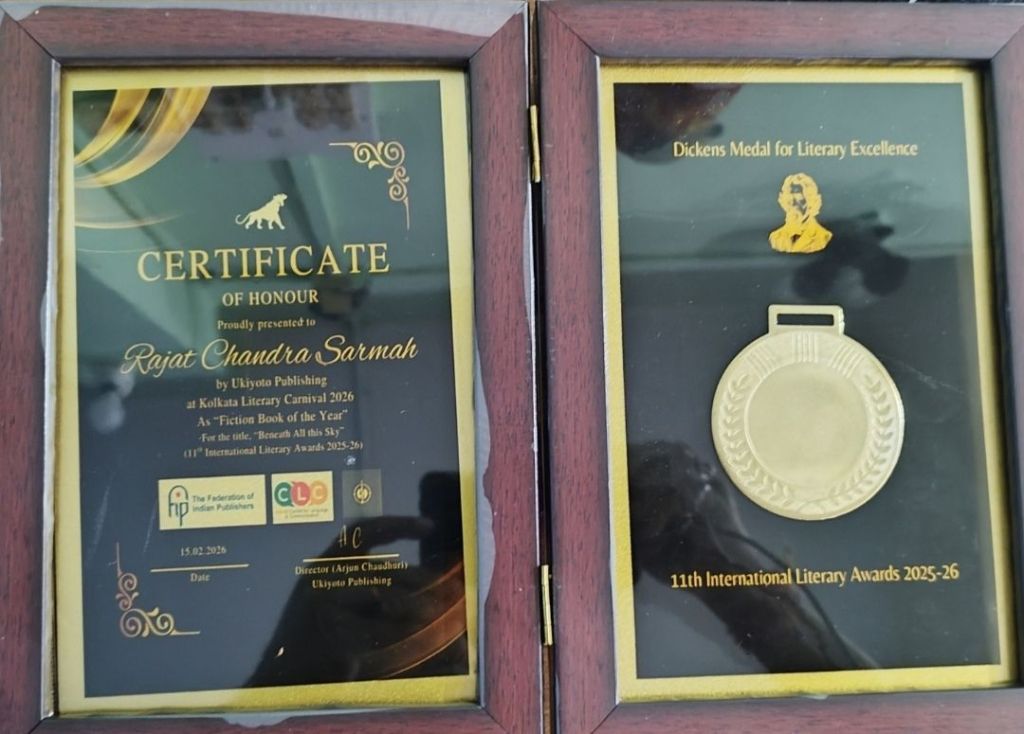 CERTIFICATE
OF HONOUR
Proudly presented to
Rajat Chandra Sarmah
by Ukiyoto Publishing
at Kolkata Literary Carnival 2026
As "Fiction Book of the Year"
-For the title, "Beneath All this Sky"
(11th International Literary Awards 2025-26)
fip
The Federation of
Indian Publishers
CLC
15.02.2026
Date
AC
Director (Arjun Chaudhuri)
Ukiyoto Publishing
Dickens Medal for Literary Excellence
11th International Literary Awards 2025-26